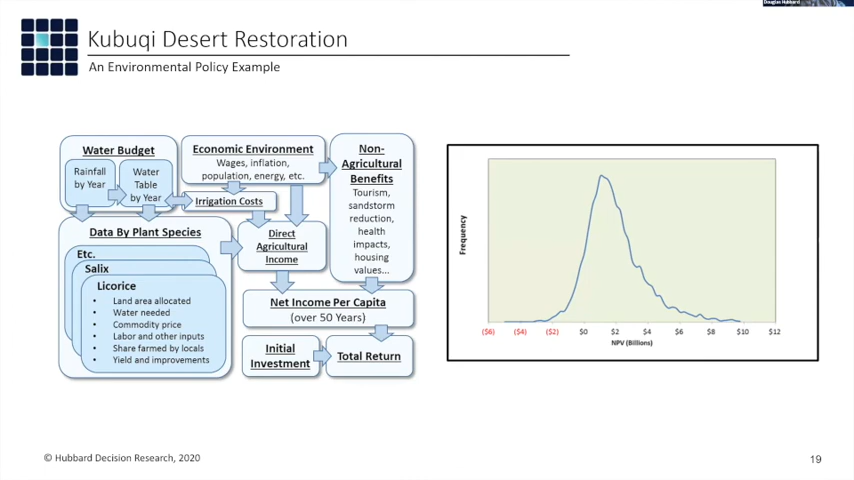 Douglas Hubbard
Kubuqi Desert Restoration
An Environmental Policy Example
Water Budget
Rainfall
by Year
Water
Table
by Year
Economic Environment
Wages, inflation,
population, energy, etc.
Irrigation Costs
Non-
Agricultural
Benefits
Tourism,
sandstorm
reduction,
health
impacts,
housing
values...
Data By Plant Species
Etc.
Salix
Licorice
• Land area allocated
• Water needed
• Commodity price
• Labor and other inputs
• Share farmed by locals
• Yield and improvements
Direct
Agricultural
Income
Net Income Per Capita
(over 50 Years)
Initial
Investment
Total Return
Frequency
($6) ($4) ($2) $0 $2 $4 $6 $8 $10 $12
NPV (Billions)
© Hubbard Decision Research, 2020
19